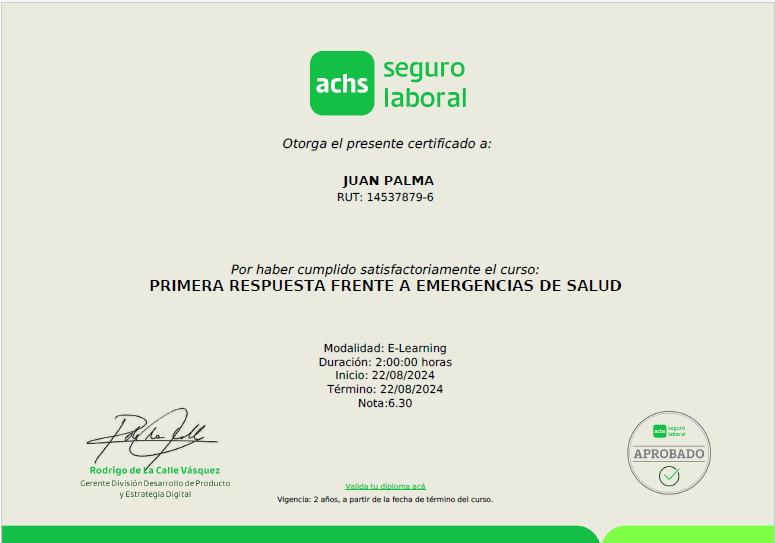 achs
seguro
laboral
Otorga el presente certificado a:
JUAN PALMA
RUT: 14537879-6
Por haber cumplido satisfactoriamente el curso:
PRIMERA RESPUESTA FRENTE A EMERGENCIAS DE SALUD
Modalidad: E-Learning
Duración: 2:00:00 horas
Inicio: 22/08/2024
Término: 22/08/2024
Nota:6.30
Rodrigo de La Calle Vásquez
Gerente División Desarrollo de Producto
y Estrategia Digital
Valida tu diploma acá
Vigencia: 2 años, a partir de la fecha de término del curso.
achs
seguro
laboral
APROBADO